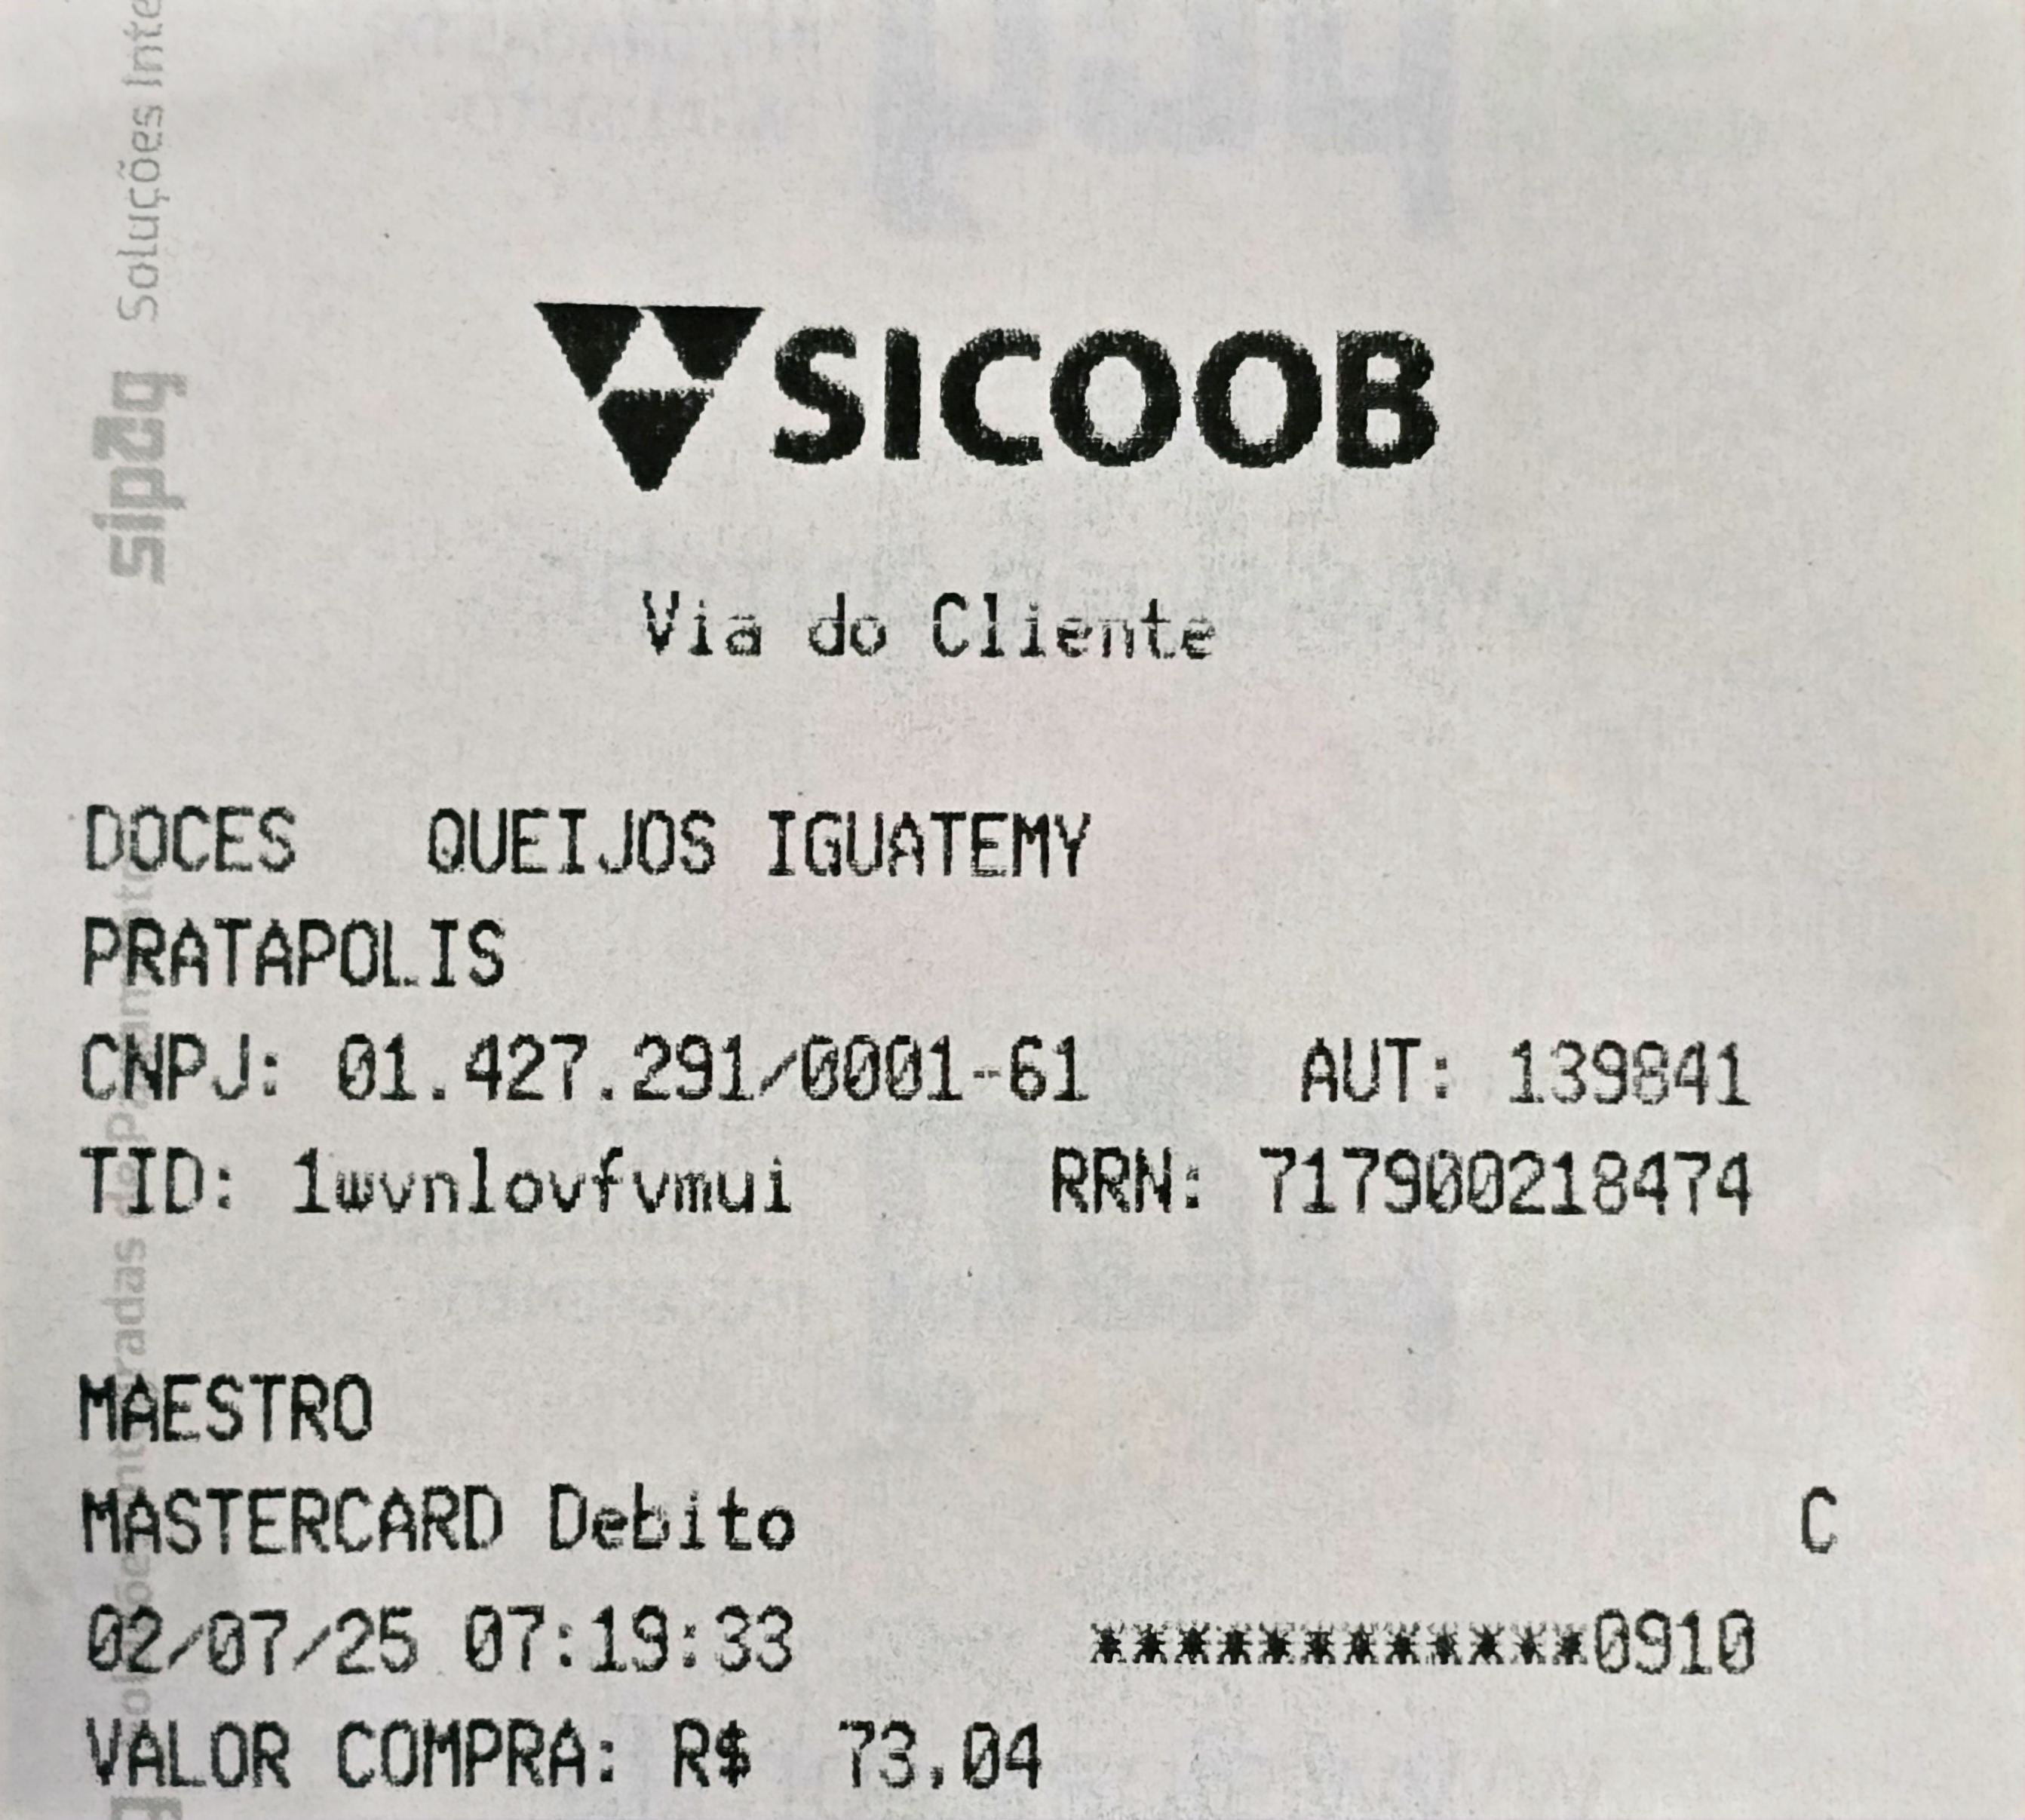 SICOOB
Via do Cliente
DOCES   QUEIJOS IGUATEMY
PRATAPOLIS
CNPJ: 01.427.291/0001-61   AUT: 139841
TID: 1wvnlovfvmui   RRN: 717900218474
MAESTRO
MASTERCARD Debito   C
02/07/25 07:19:33   ************0910
VALOR COMPRA: R$  73,04
sipag Soluções